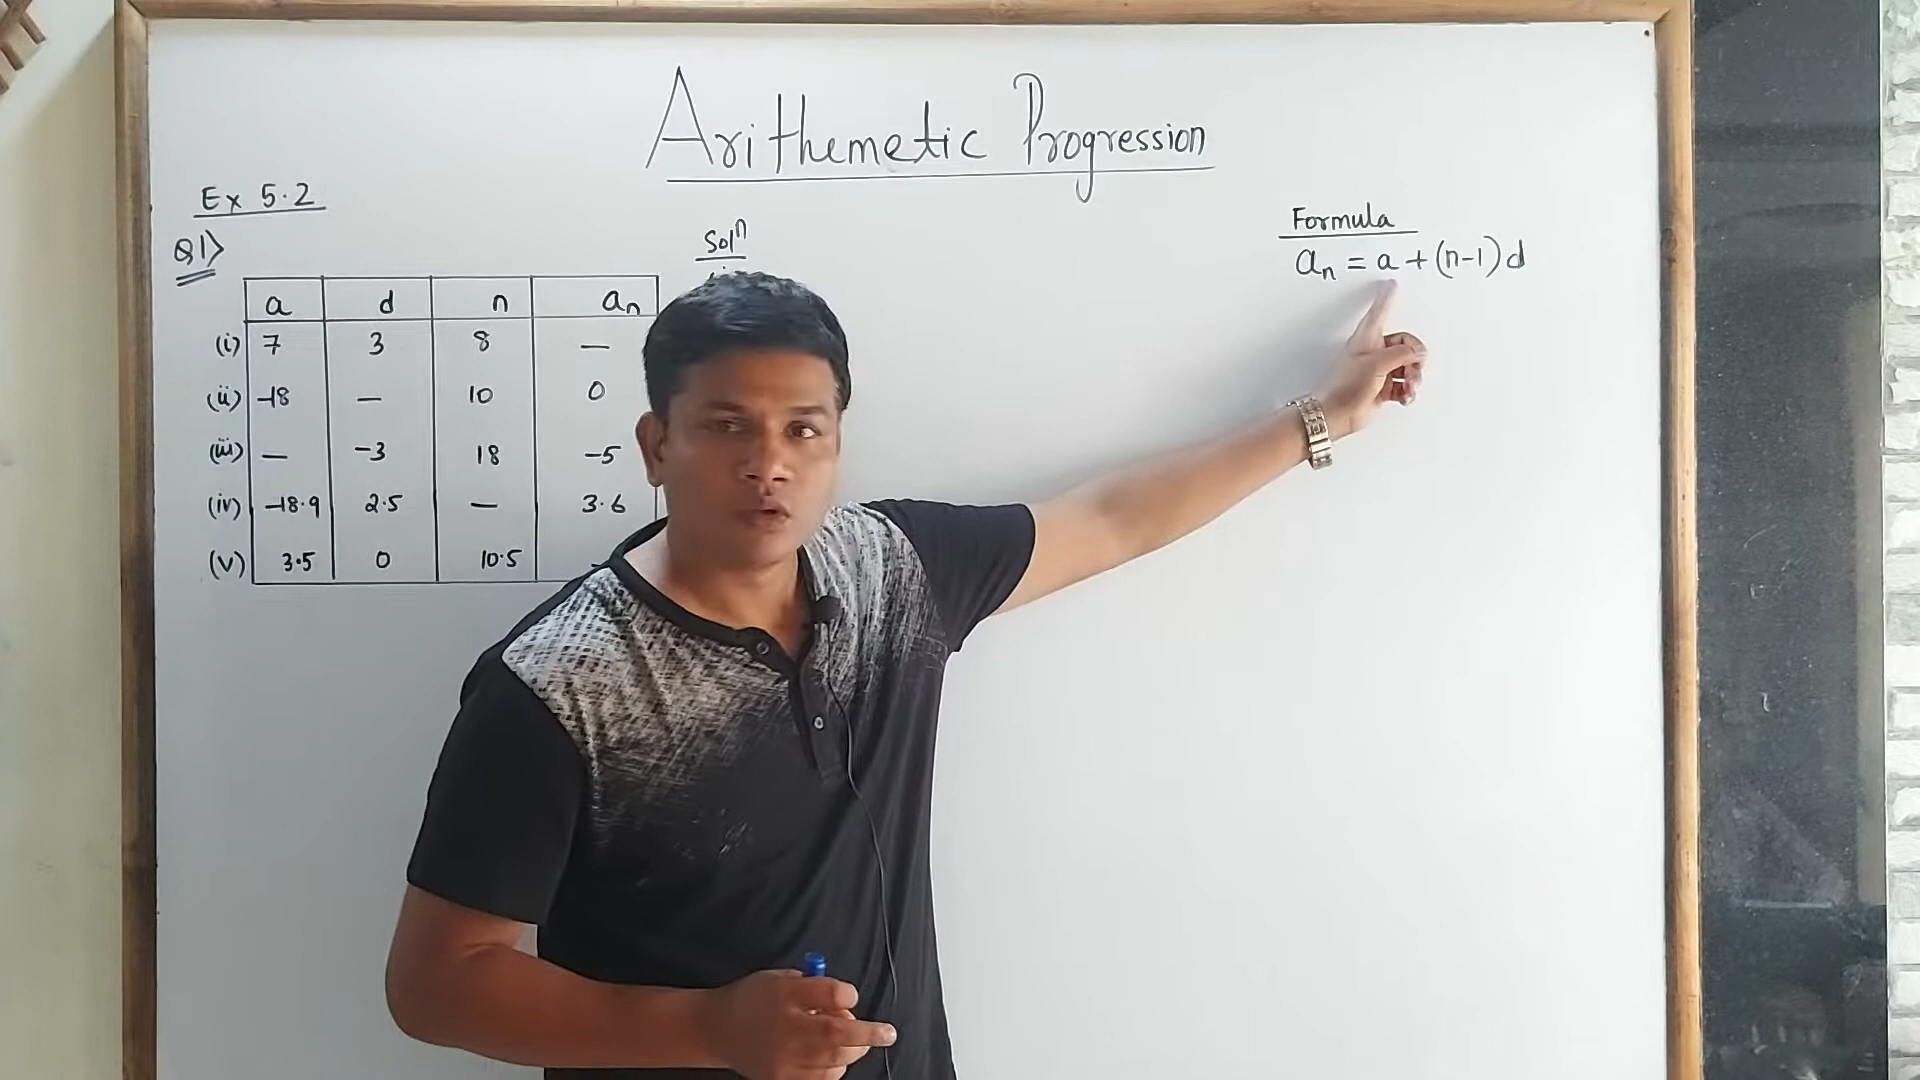 Arithemetic Progression
Ex 5.2
Q1>
Solⁿ
Formula
aₙ = a + (n-1) d
a d n aₙ
(i) 7 3 8 —
(ii) -18 — 10 0
(iii) — -3 18 -5
(iv) -18.9 2.5 — 3.6
(v) 3.5 0 10.5